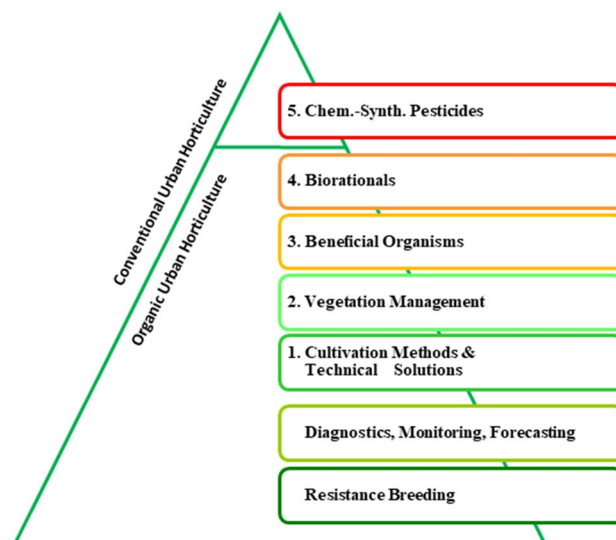 Conventional Urban Horticulture
Organic Urban Horticulture
5. Chem.-Synth. Pesticides
4. Biorationals
3. Beneficial Organisms
2. Vegetation Management
1. Cultivation Methods &
Technical Solutions
Diagnostics, Monitoring, Forecasting
Resistance Breeding